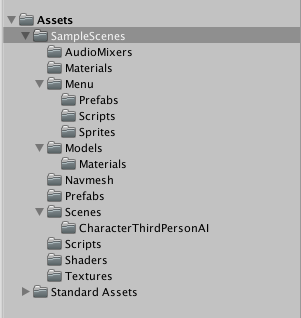 Assets
SampleScenes
AudioMixers
Materials
Menu
Prefabs
Scripts
Sprites
Models
Materials
Navmesh
Prefabs
Scenes
CharacterThirdPersonAI
Scripts
Shaders
Textures
Standard Assets